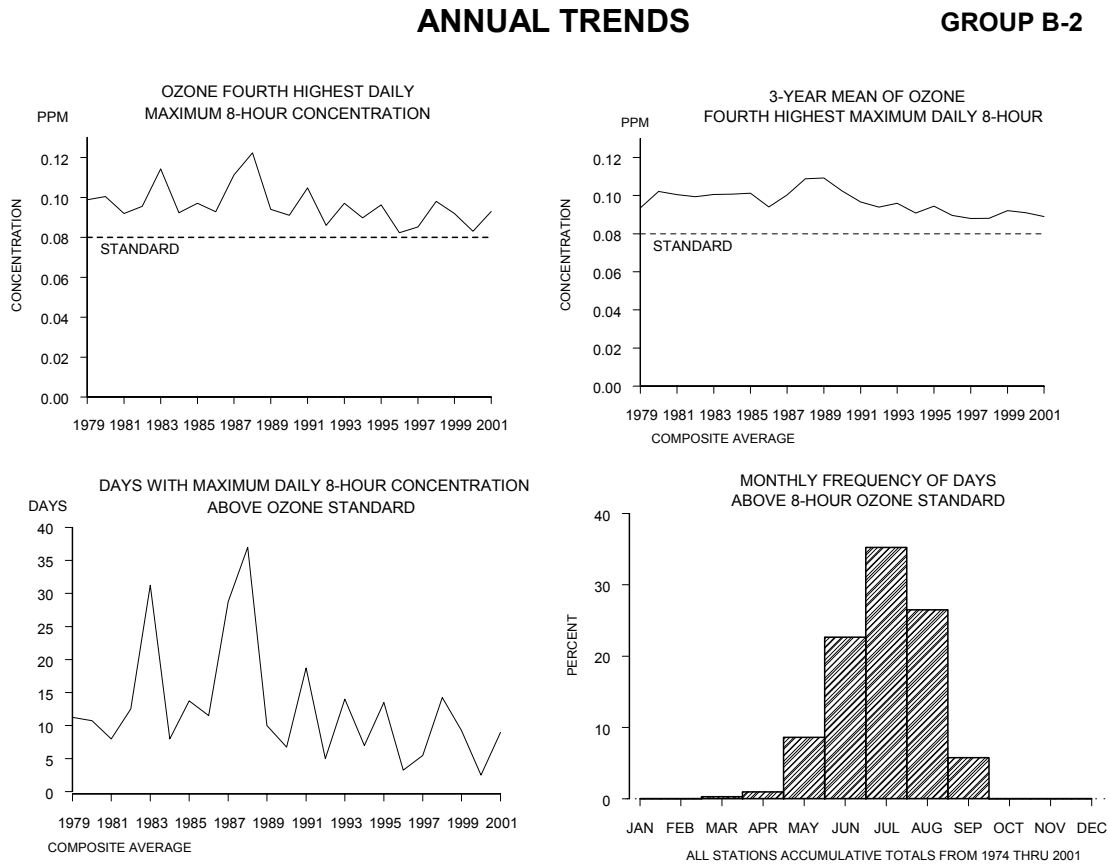 ANNUAL TRENDS
GROUP B-2
OZONE FOURTH HIGHEST DAILY
MAXIMUM 8-HOUR CONCENTRATION
PPM
0.12
0.10
0.08
0.06
0.04
0.02
0.00
CONCENTRATION
STANDARD
1979 1981 1983 1985 1987 1989 1991 1993 1995 1997 1999 2001
3-YEAR MEAN OF OZONE
FOURTH HIGHEST MAXIMUM DAILY 8-HOUR
PPM
0.12
0.10
0.08
0.06
0.04
0.02
0.00
CONCENTRATION
STANDARD
1979 1981 1983 1985 1987 1989 1991 1993 1995 1997 1999 2001
COMPOSITE AVERAGE
DAYS WITH MAXIMUM DAILY 8-HOUR CONCENTRATION
ABOVE OZONE STANDARD
DAYS
40
35
30
25
20
15
10
5
0
1979 1981 1983 1985 1987 1989 1991 1993 1995 1997 1999 2001
COMPOSITE AVERAGE
MONTHLY FREQUENCY OF DAYS
ABOVE 8-HOUR OZONE STANDARD
40
30
20
10
0
PERCENT
JAN FEB MAR APR MAY JUN JUL AUG SEP OCT NOV DEC
ALL STATIONS ACCUMULATIVE TOTALS FROM 1974 THRU 2001